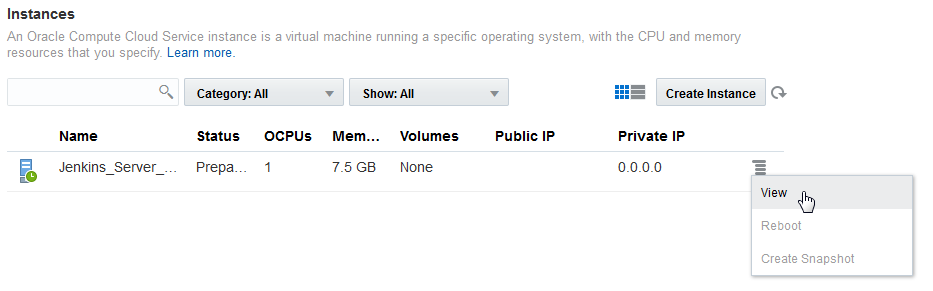 Instances
An Oracle Compute Cloud Service instance is a virtual machine running a specific operating system, with the CPU and memory
resources that you specify. Learn more.
Category: All Show: All Create Instance
Name Status OCPUs Mem... Volumes Public IP Private IP
Jenkins_Server_... Prepa... 1 7.5 GB None 0.0.0.0
View
Reboot
Create Snapshot